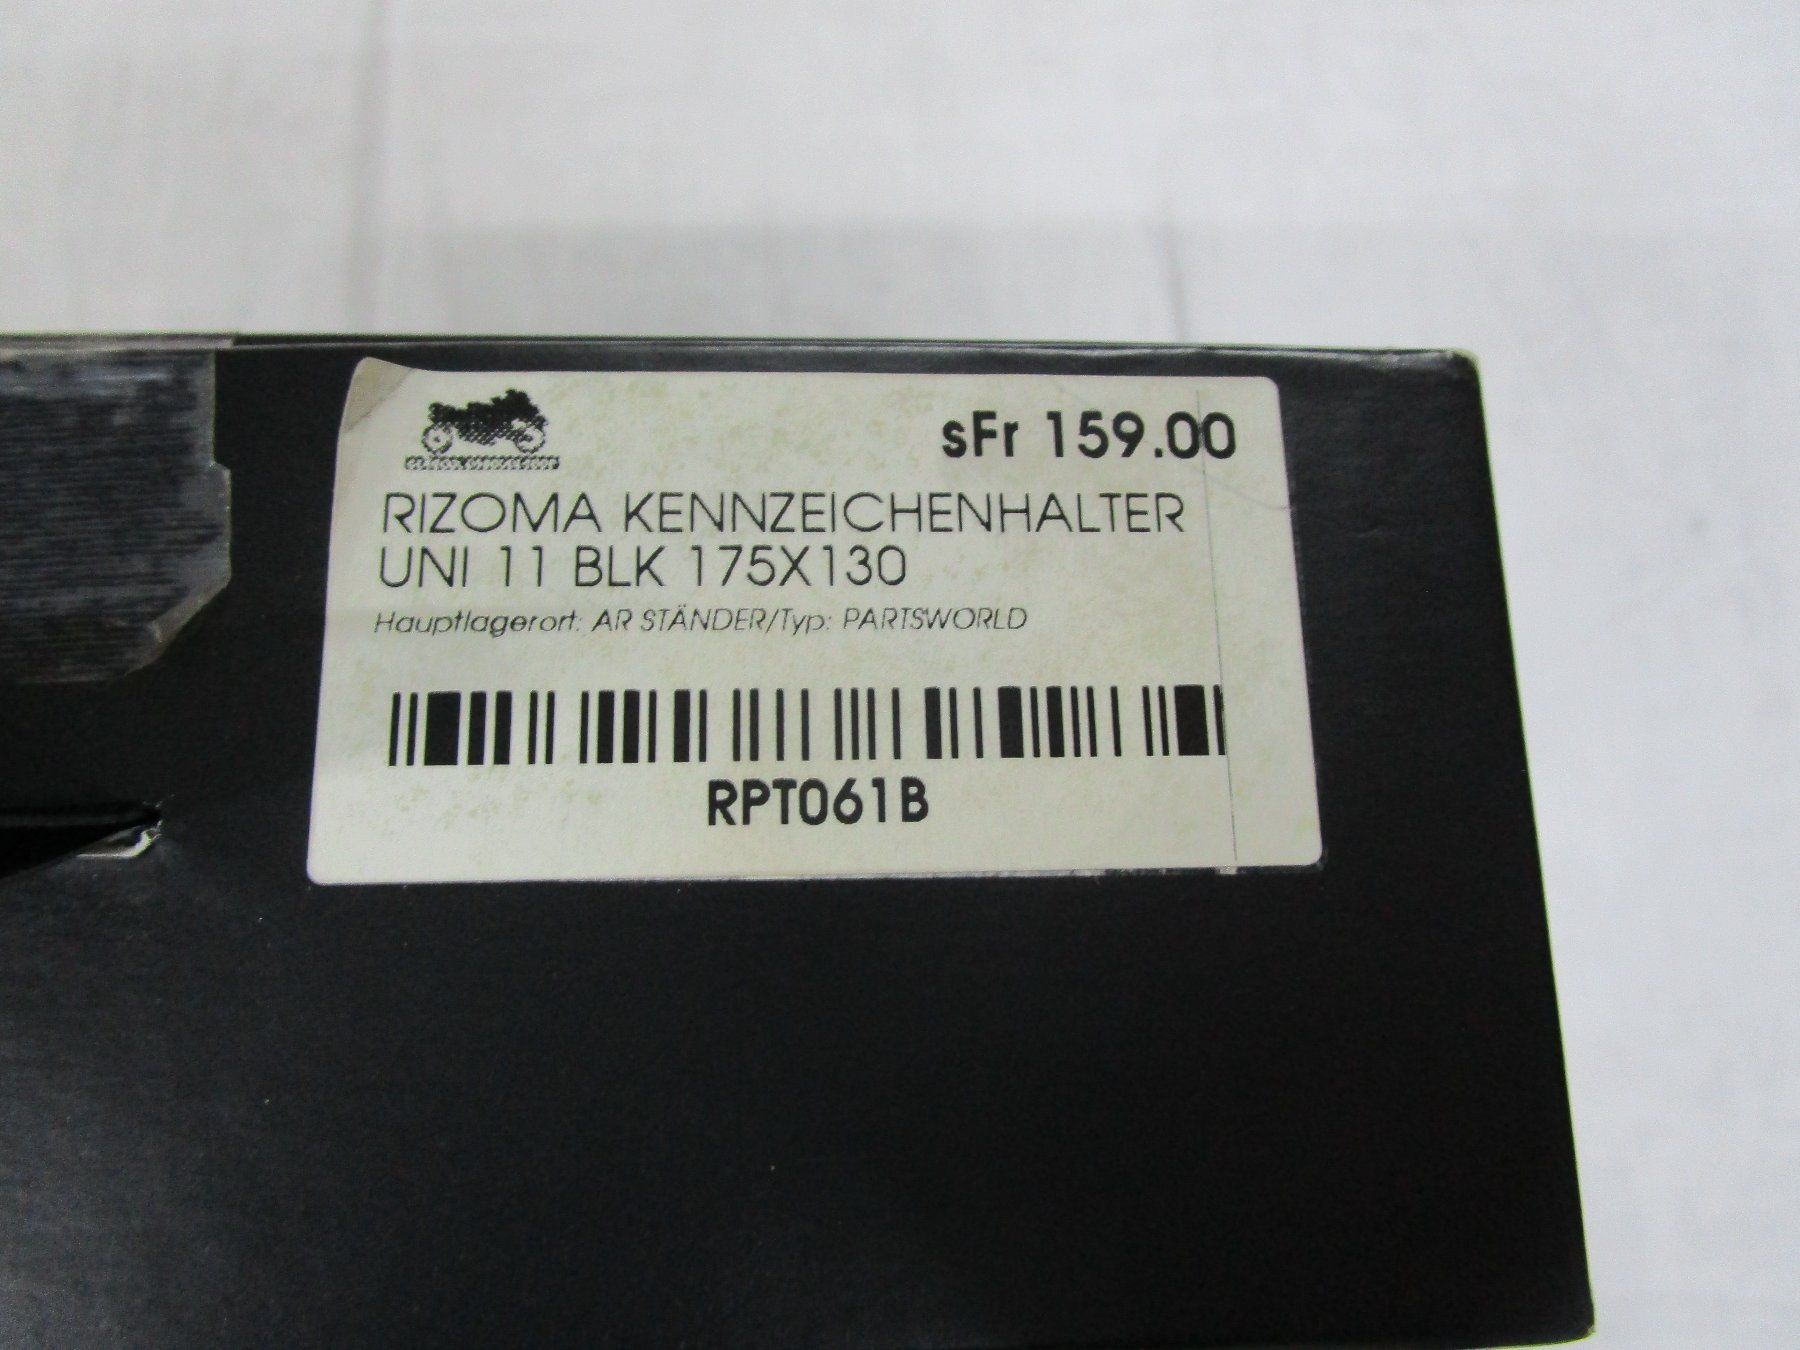 sFr 159.00
RIZOMA KENNZEICHENHALTER
UNI 11 BLK 175X130
Hauptlagerort: AR STÄNDER/Typ: PARTSWORLD
RPT061B